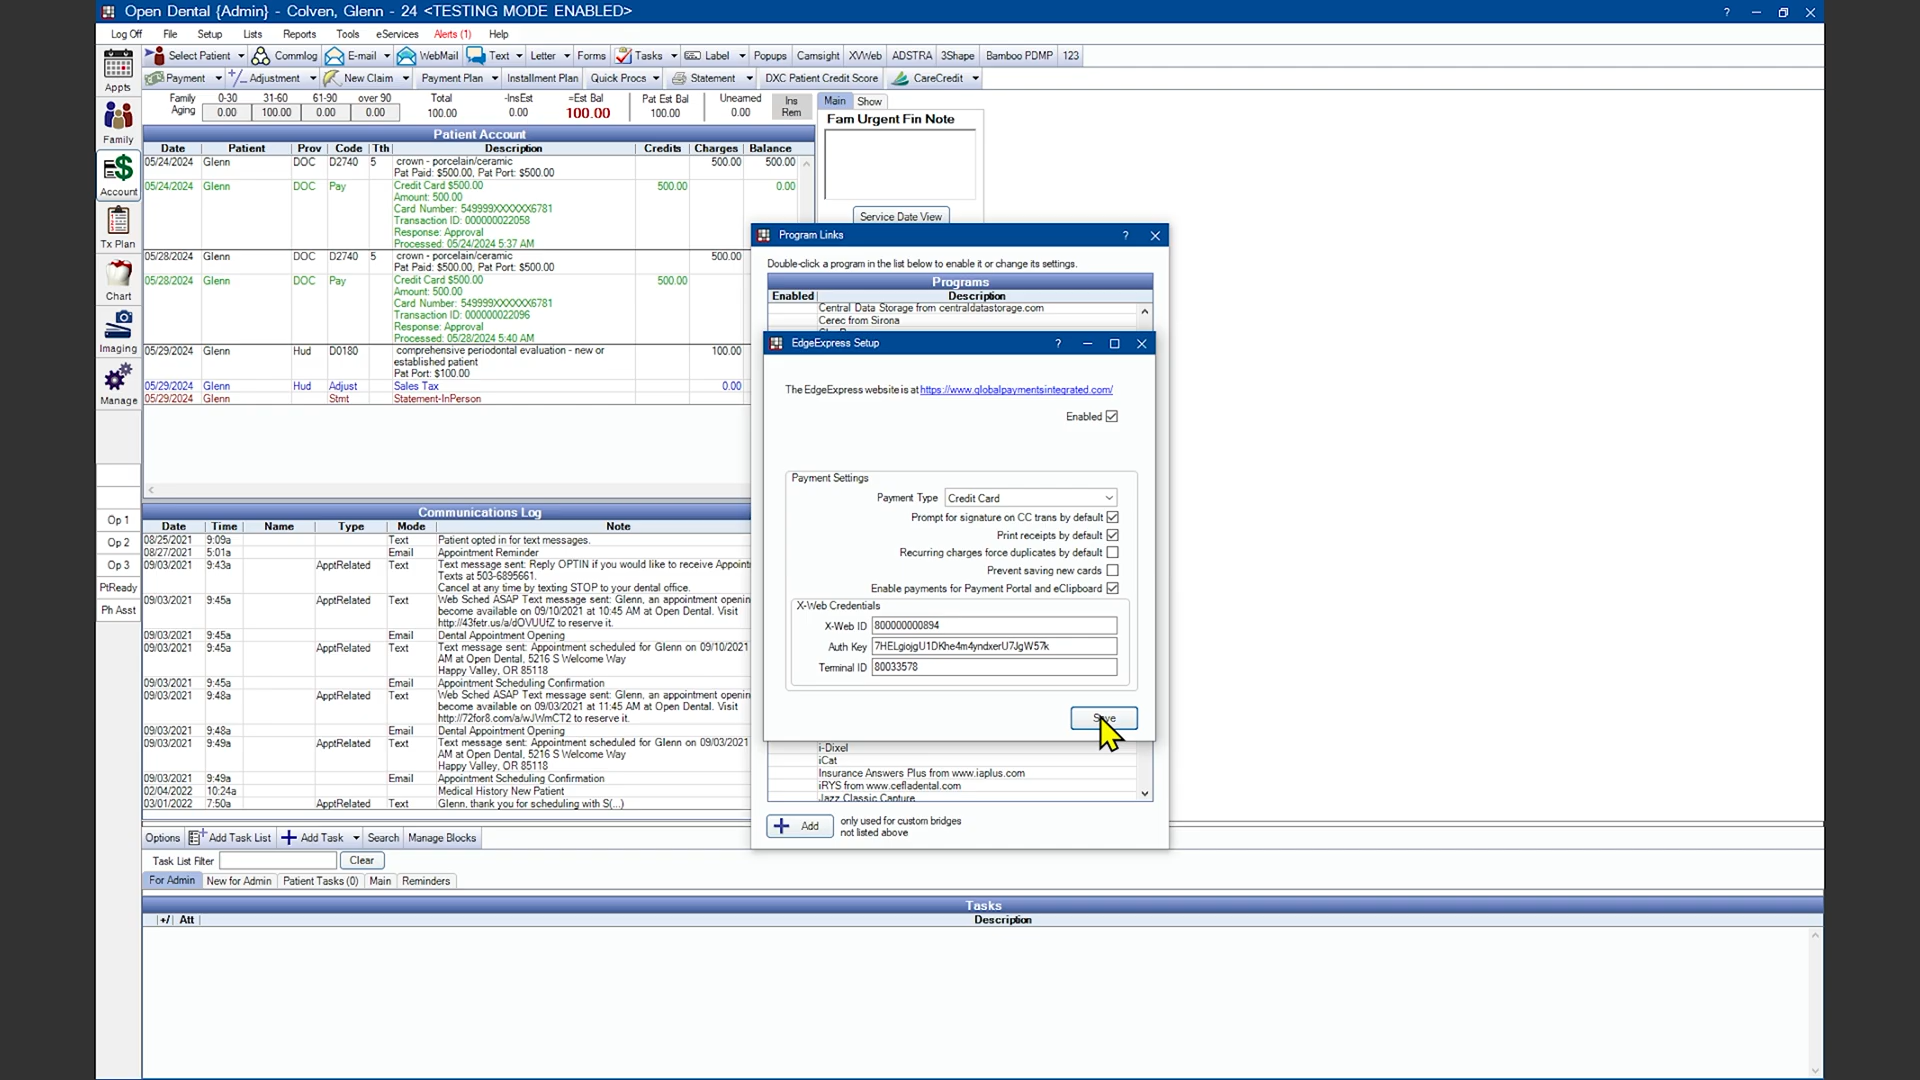 Open Dental {Admin} - Colven, Glenn - 24 <TESTING MODE ENABLED>
Log Off File Setup Lists Reports Tools eServices Alerts (1) Help
Select Patient Commlog E-mail WebMail Text Letter Forms Tasks Label Popups Camsight XVWeb ADSTRA 3Shape Bamboo PDMP 123
Payment Adjustment New Claim Payment Plan Installment Plan Quick Procs Statement DXC Patient Credit Score CareCredit
Appts
Family
Account
Tx Plan
Chart
Imaging
Manage
Op 1
Op 2
Op 3
PtReady
Ph Asst
Family Aging 0-30 31-60 61-90 over 90 Total -InsEst =Est Bal Pat Est Bal Unearned Ins Rem
0.00 100.00 0.00 0.00 100.00 0.00 100.00 100.00 0.00
Main Show
Fam Urgent Fin Note
Service Date View
Patient Account
Date Patient Prov Code Tth Description Credits Charges Balance
05/24/2024 Glenn DOC D2740 5 crown - porcelain/ceramic 500.00 500.00
Pat Paid: $500.00, Pat Port: $500.00
05/24/2024 Glenn DOC Pay Credit Card $500.00 500.00 0.00
Amount: 500.00
Card Number: 549999XXXXXX6781
Transaction ID: 000000022058
Response: Approval
Processed: 05/24/2024 5:37 AM
05/28/2024 Glenn DOC D2740 5 crown - porcelain/ceramic 500.00
Pat Paid: $500.00, Pat Port: $500.00
05/28/2024 Glenn DOC Pay Credit Card $500.00 500.00
Amount: 500.00
Card Number: 549999XXXXXX6781
Transaction ID: 000000022096
Response: Approval
Processed: 05/28/2024 5:40 AM
05/29/2024 Glenn Hud D0180 comprehensive periodontal evaluation - new or 100.00
established patient
Pat Port: $100.00
05/29/2024 Glenn Hud Adjust Sales Tax 0.00
05/29/2024 Glenn Stmt Statement-InPerson
Communications Log
Date Time Name Type Mode Note
08/25/2021 9:09a Text Patient opted in for text messages.
08/27/2021 5:01a Email Appointment Reminder
09/03/2021 9:43a ApptRelated Text Text message sent: Reply OPTIN if you would like to receive Appoin
Texts at 503-6895661.
Cancel at any time by texting STOP to your dental office.
09/03/2021 9:45a ApptRelated Text Web Sched ASAP Text message sent: Glenn, an appointment openin
become available on 09/10/2021 at 10:45 AM at Open Dental. Visit
http://43fetr.us/a/dOVUUfZ to reserve it.
09/03/2021 9:45a Email Dental Appointment Opening
09/03/2021 9:45a ApptRelated Text Text message sent: Appointment scheduled for Glenn on 09/10/2021
AM at Open Dental, 5216 S Welcome Way
Happy Valley, OR 85118
09/03/2021 9:45a Email Appointment Scheduling Confirmation
09/03/2021 9:48a ApptRelated Text Web Sched ASAP Text message sent: Glenn, an appointment openin
become available on 09/03/2021 at 11:45 AM at Open Dental. Visit
http://72for8.com/a/wJWmCT2 to reserve it.
09/03/2021 9:48a Email Dental Appointment Opening
09/03/2021 9:49a ApptRelated Text Text message sent: Appointment scheduled for Glenn on 09/03/2021
AM at Open Dental, 5216 S Welcome Way
Happy Valley, OR 85118
09/03/2021 9:49a Email Appointment Scheduling Confirmation
02/04/2022 10:24a Medical History New Patient
03/01/2022 7:50a ApptRelated Text Glenn, thank you for scheduling with S(...)
Program Links
Double-click a program in the list below to enable it or change its settings.
Programs
Enabled Description
Central Data Storage from centraldatastorage.com
Cerec from Sirona
EdgeExpress Setup
The EdgeExpress website is at https://www.globalpaymentsintegrated.com/
Enabled
Payment Settings
Payment Type Credit Card
Prompt for signature on CC trans by default
Print receipts by default
Recurring charges force duplicates by default
Prevent saving new cards
Enable payments for Payment Portal and eClipboard
X-Web Credentials
X-Web ID 800000000894
Auth Key 7HELgiojgU1DKhe4m4yndxerU7JgW57k
Terminal ID 80033578
Save
i-Dixel
iCat
Insurance Answers Plus from www.iaplus.com
iRYS from www.cefladental.com
Jazz Classic Capture
Add only used for custom bridges
not listed above
Options Add Task List Add Task Search Manage Blocks
Task List Filter Clear
For Admin New for Admin Patient Tasks (0) Main Reminders
Tasks
+/ Att Description